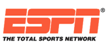 ESPN
THE TOTAL SPORTS NETWORK